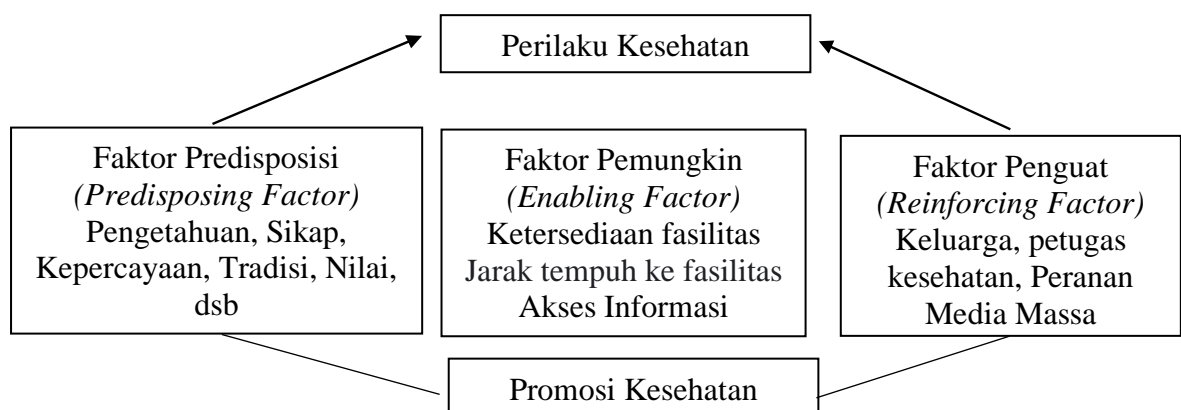 Perilaku Kesehatan
Faktor Predisposisi
(Predisposing Factor)
Pengetahuan, Sikap,
Kepercayaan, Tradisi, Nilai,
dsb
Faktor Pemungkin
(Enabling Factor)
Ketersediaan fasilitas
Jarak tempuh ke fasilitas
Akses Informasi
Faktor Penguat
(Reinforcing Factor)
Keluarga, petugas
kesehatan, Peranan
Media Massa
Promosi Kesehatan